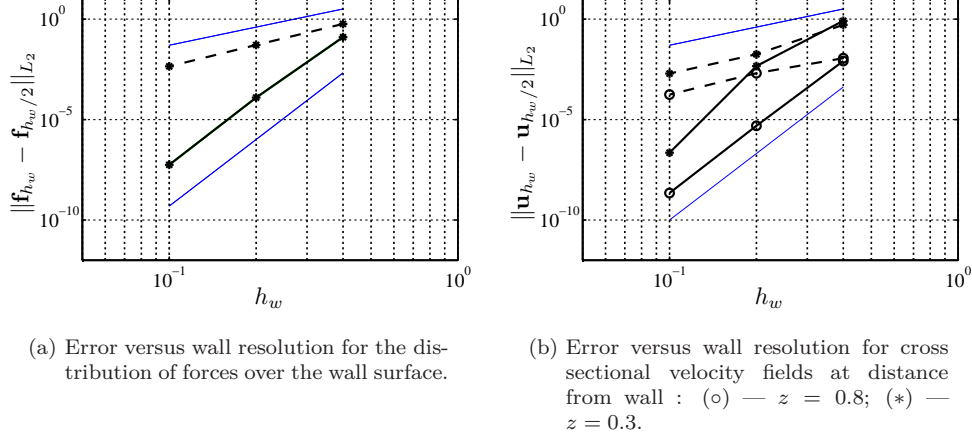 ||f_{h_w} − f_{h_w/2}||_{L_2}
10^0
10^{-5}
10^{-10}
10^{-1}
10^0
h_w
(a) Error versus wall resolution for the dis-
tribution of forces over the wall surface.
||u_{h_w} − u_{h_w/2}||_{L_2}
10^0
10^{-5}
10^{-10}
10^{-1}
10^0
h_w
(b) Error versus wall resolution for cross
sectional velocity fields at distance
from wall : (○) — z = 0.8; (∗) —
z = 0.3.